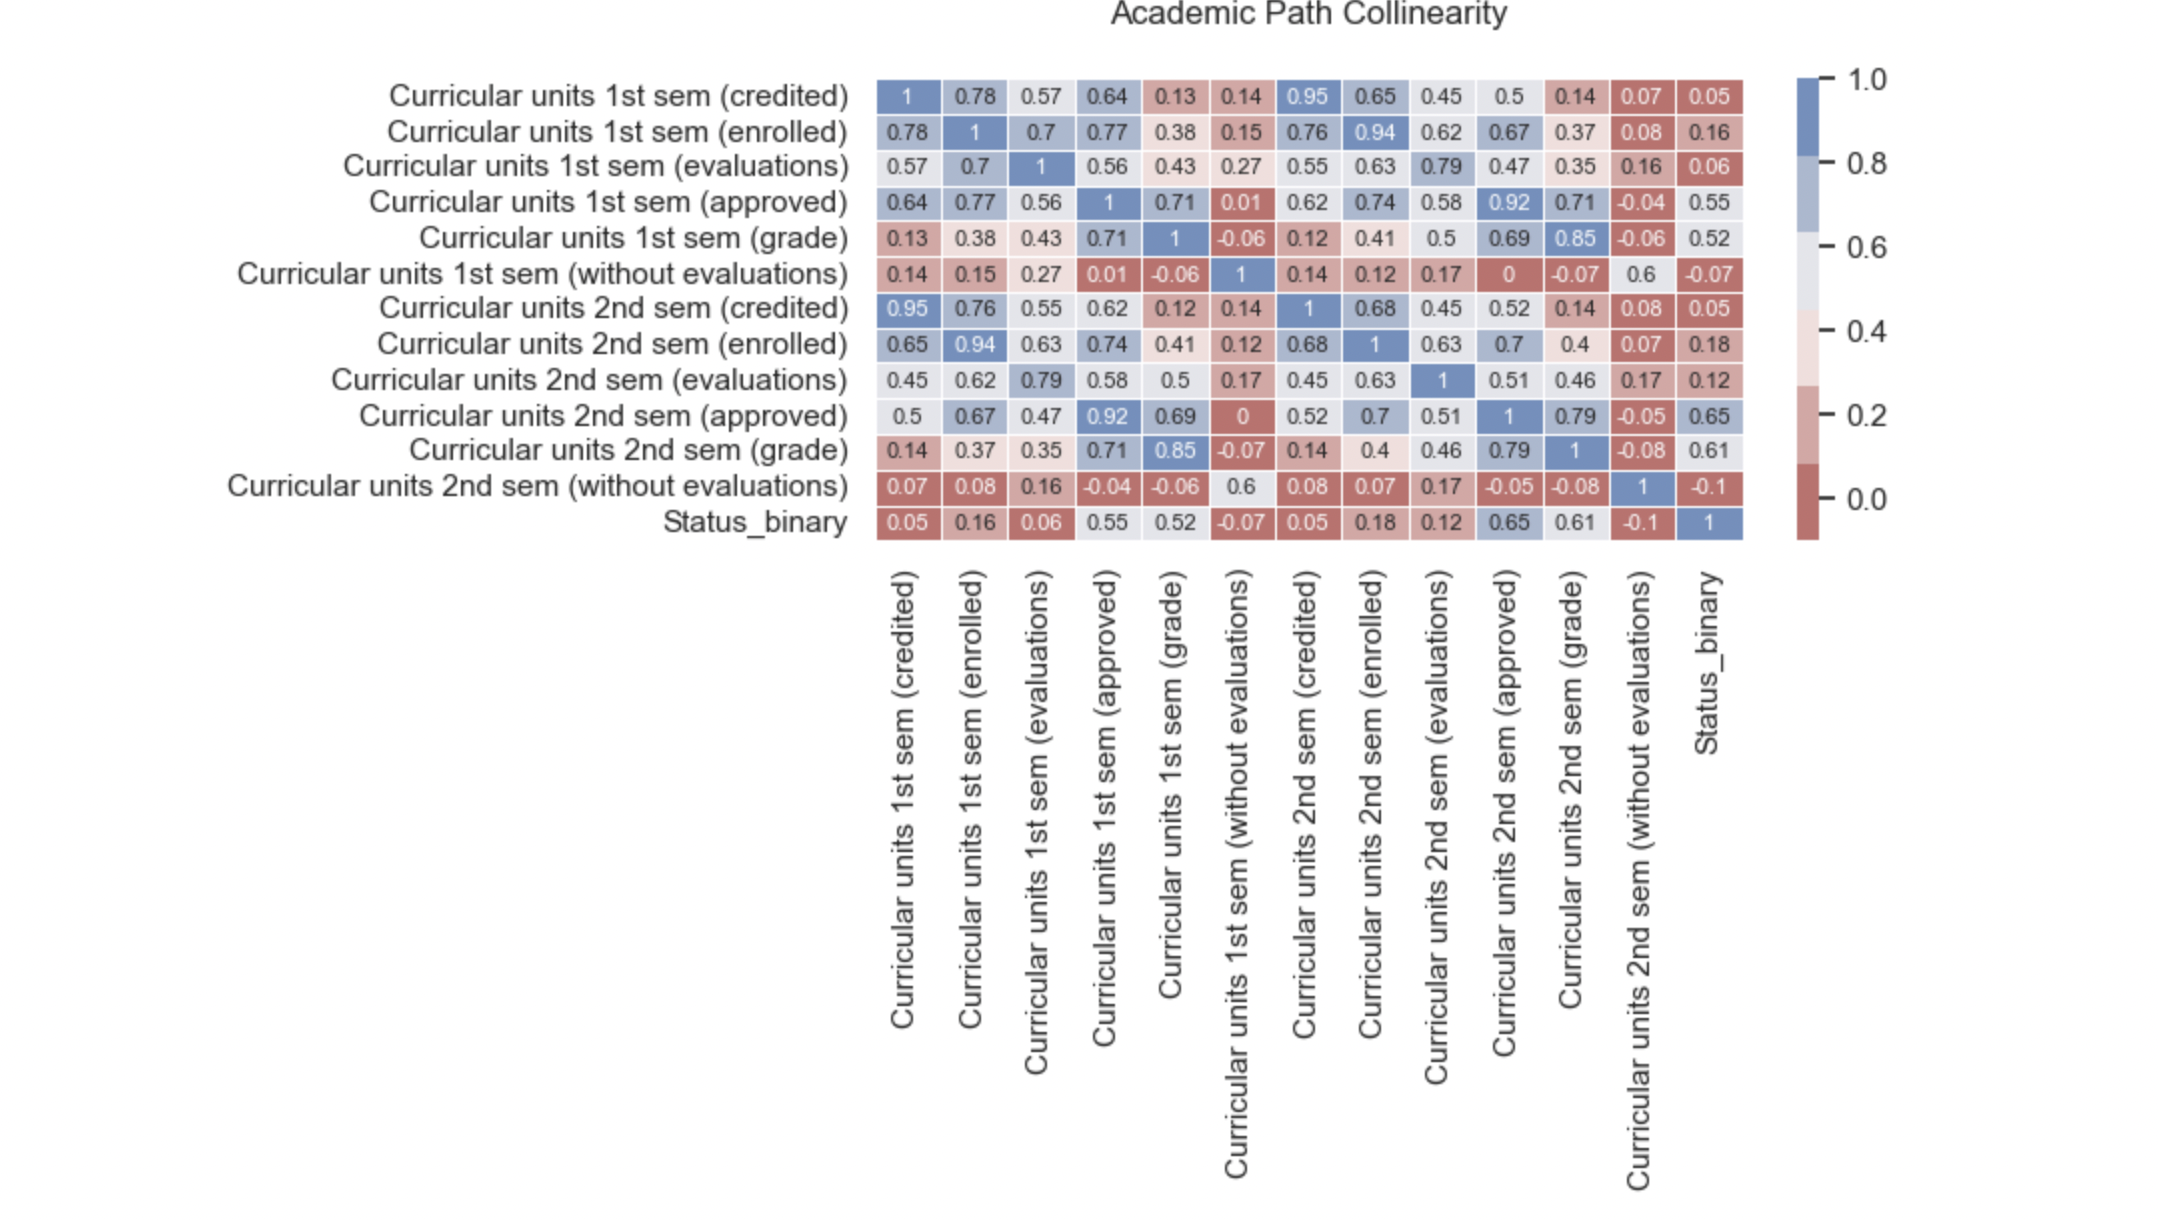 Academic Path Collinearity
Curricular units 1st sem (credited) 1 0.78 0.57 0.64 0.13 0.14 0.95 0.65 0.45 0.5 0.14 0.07 0.05
Curricular units 1st sem (enrolled) 0.78 1 0.7 0.77 0.38 0.15 0.76 0.94 0.62 0.67 0.37 0.08 0.16
Curricular units 1st sem (evaluations) 0.57 0.7 1 0.56 0.43 0.27 0.55 0.63 0.79 0.47 0.35 0.16 0.06
Curricular units 1st sem (approved) 0.64 0.77 0.56 1 0.71 0.01 0.62 0.74 0.58 0.92 0.71 -0.04 0.55
Curricular units 1st sem (grade) 0.13 0.38 0.43 0.71 1 -0.06 0.12 0.41 0.5 0.69 0.85 -0.06 0.52
Curricular units 1st sem (without evaluations) 0.14 0.15 0.27 0.01 -0.06 1 0.14 0.12 0.17 0 -0.07 0.6 -0.07
Curricular units 2nd sem (credited) 0.95 0.76 0.55 0.62 0.12 0.14 1 0.68 0.45 0.52 0.14 0.08 0.05
Curricular units 2nd sem (enrolled) 0.65 0.94 0.63 0.74 0.41 0.12 0.68 1 0.63 0.7 0.4 0.07 0.18
Curricular units 2nd sem (evaluations) 0.45 0.62 0.79 0.58 0.5 0.17 0.45 0.63 1 0.51 0.46 0.17 0.12
Curricular units 2nd sem (approved) 0.5 0.67 0.47 0.92 0.69 0 0.52 0.7 0.51 1 0.79 -0.05 0.65
Curricular units 2nd sem (grade) 0.14 0.37 0.35 0.71 0.85 -0.07 0.14 0.4 0.46 0.79 1 -0.08 0.61
Curricular units 2nd sem (without evaluations) 0.07 0.08 0.16 -0.04 -0.06 0.6 0.08 0.07 0.17 -0.05 -0.08 1 -0.1
Status_binary 0.05 0.16 0.06 0.55 0.52 -0.07 0.05 0.18 0.12 0.65 0.61 -0.1 1
Curricular units 1st sem (credited)
Curricular units 1st sem (enrolled)
Curricular units 1st sem (evaluations)
Curricular units 1st sem (approved)
Curricular units 1st sem (grade)
Curricular units 1st sem (without evaluations)
Curricular units 2nd sem (credited)
Curricular units 2nd sem (enrolled)
Curricular units 2nd sem (evaluations)
Curricular units 2nd sem (approved)
Curricular units 2nd sem (grade)
Curricular units 2nd sem (without evaluations)
Status_binary
1.0
0.8
0.6
0.4
0.2
0.0